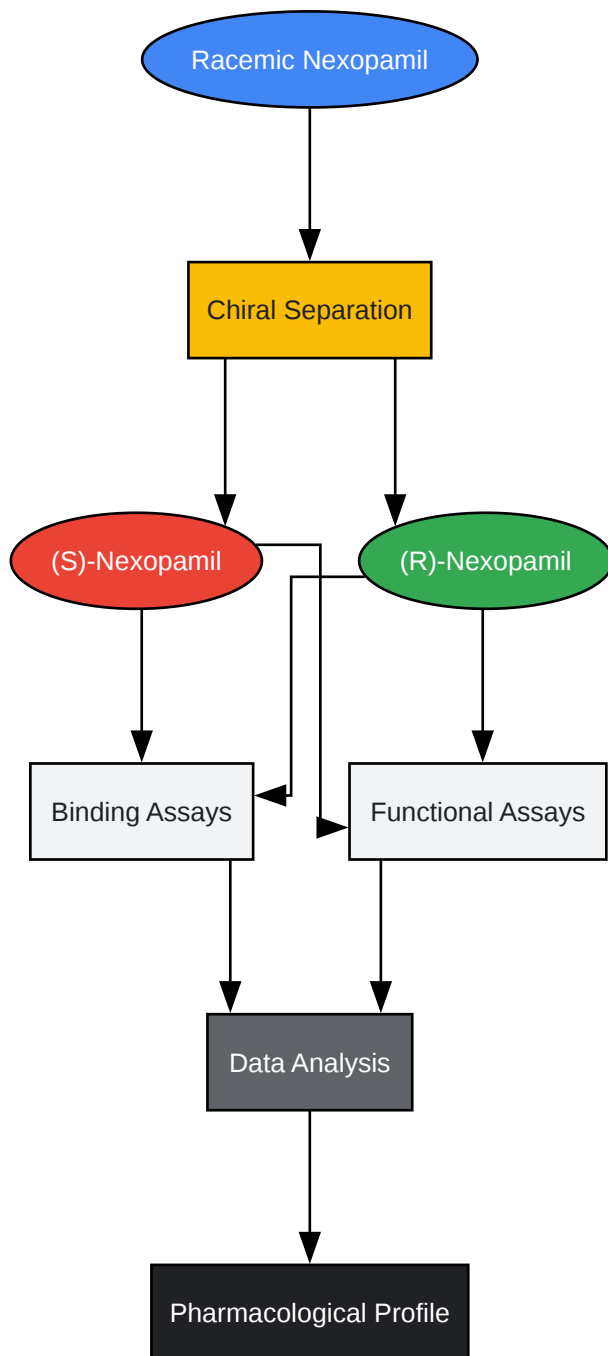 Racemic Nexopamil
Chiral Separation
(S)-Nexopamil
(R)-Nexopamil
Binding Assays
Functional Assays
Data Analysis
Pharmacological Profile